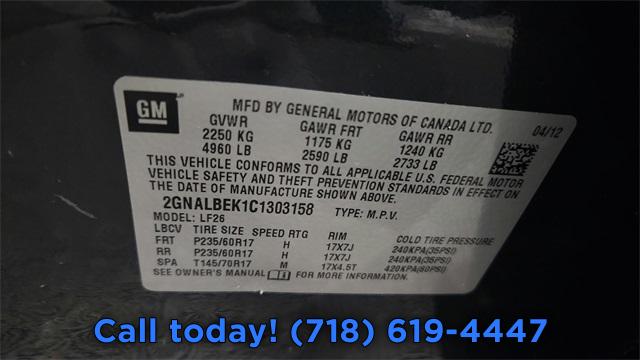 GM
MFD BY GENERAL MOTORS OF CANADA LTD.
GVWR GAWR FRT GAWR RR 04/12
2250 KG 1175 KG 1240 KG
4960 LB 2590 LB 2733 LB
THIS VEHICLE CONFORMS TO ALL APPLICABLE U.S. FEDERAL MOTOR
VEHICLE SAFETY AND THEFT PREVENTION STANDARDS IN EFFECT ON
THE DATE OF MANUFACTURE SHOWN ABOVE.
2GNALBEK1C1303158 TYPE: M.P.V.
MODEL: LF26
LBCV TIRE SIZE SPEED RTG RIM COLD TIRE PRESSURE
FRT P235/60R17 H 17X7J 240KPA(35PSI)
RR P235/60R17 H 17X7J 240KPA(35PSI)
SPA T145/70R17 M 17X4.5T 420KPA(60PSI)
SEE OWNER'S MANUAL FOR MORE INFORMATION.
Call today! (718) 619-4447